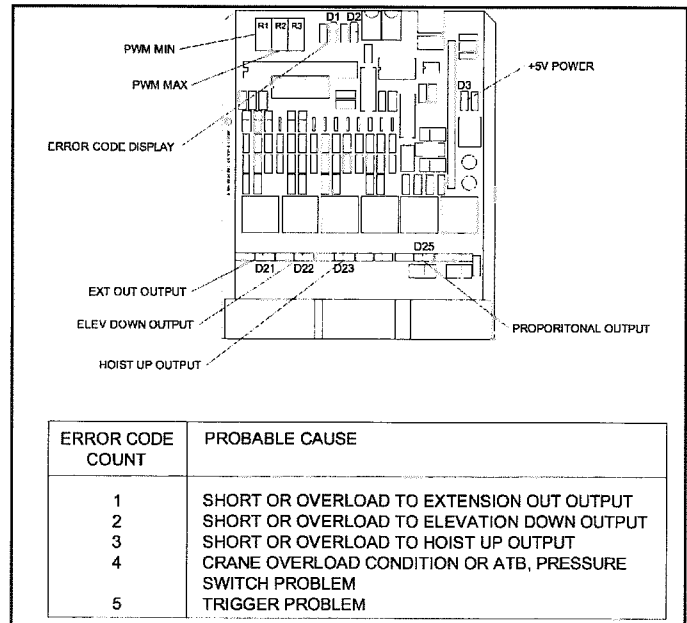 R1 R2 R3
D1 D2
PWM MIN
+5V POWER
PWM MAX
D3
ERROR CODE DISPLAY
D25
D21 D22 D23
EXT OUT OUTPUT
ELEV DOWN OUTPUT
PROPORITONAL OUTPUT
HOIST UP OUTPUT
ERROR CODE COUNT
PROBABLE CAUSE
1 SHORT OR OVERLOAD TO EXTENSION OUT OUTPUT
2 SHORT OR OVERLOAD TO ELEVATION DOWN OUTPUT
3 SHORT OR OVERLOAD TO HOIST UP OUTPUT
4 CRANE OVERLOAD CONDITION OR ATB, PRESSURE
SWITCH PROBLEM
5 TRIGGER PROBLEM